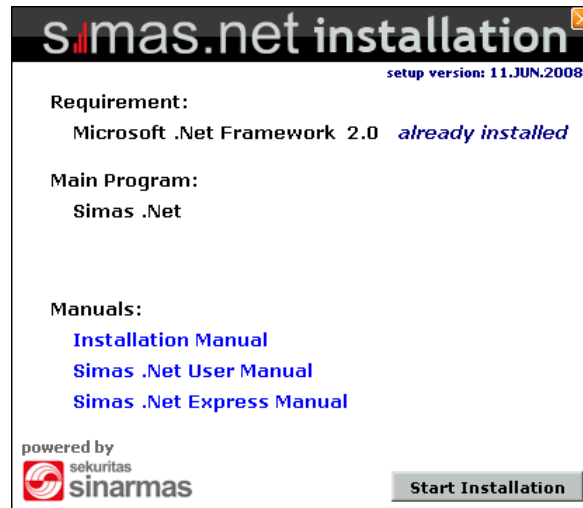 simas.net installation
setup version: 11.JUN.2008
Requirement:
Microsoft .Net Framework 2.0 already installed
Main Program:
Simas .Net
Manuals:
Installation Manual
Simas .Net User Manual
Simas .Net Express Manual
powered by
sekuritas
sinarmas
Start Installation